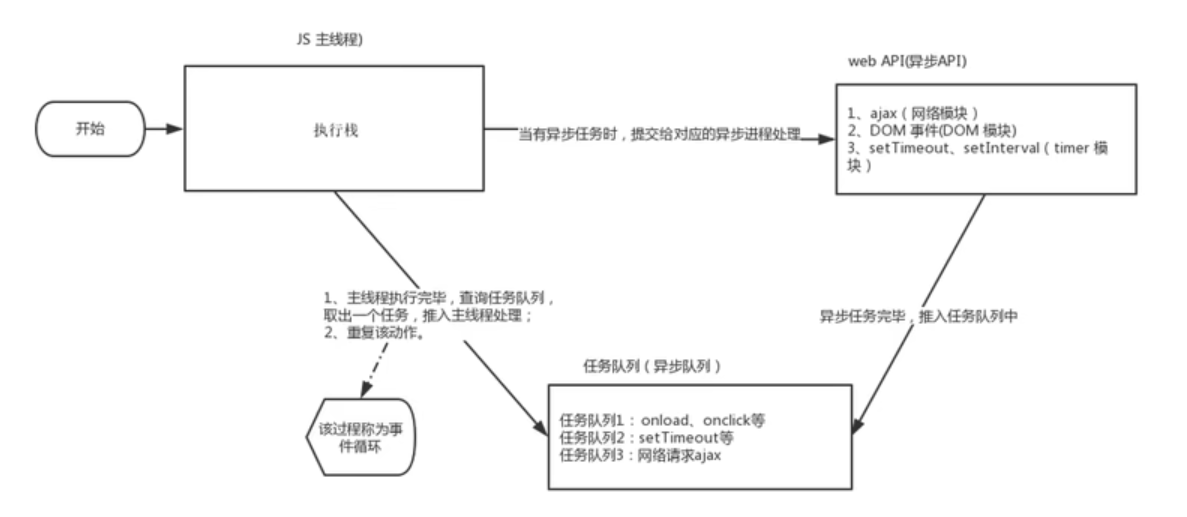 JS 主线程)
web API(异步API)
开始
执行栈
当有异步任务时，提交给对应的异步进程处理
1、ajax（网络模块）
2、DOM 事件(DOM 模块)
3、setTimeout、setInterval（timer 模
块）
1、主线程执行完毕，查询任务队列，
取出一个任务，推入主线程处理；
2、重复该动作。
异步任务完毕，推入任务队列中
任务队列（异步队列）
该过程称为事
件循环
任务队列1：onload、onclick等
任务队列2：setTimeout等
任务队列3：网络请求ajax